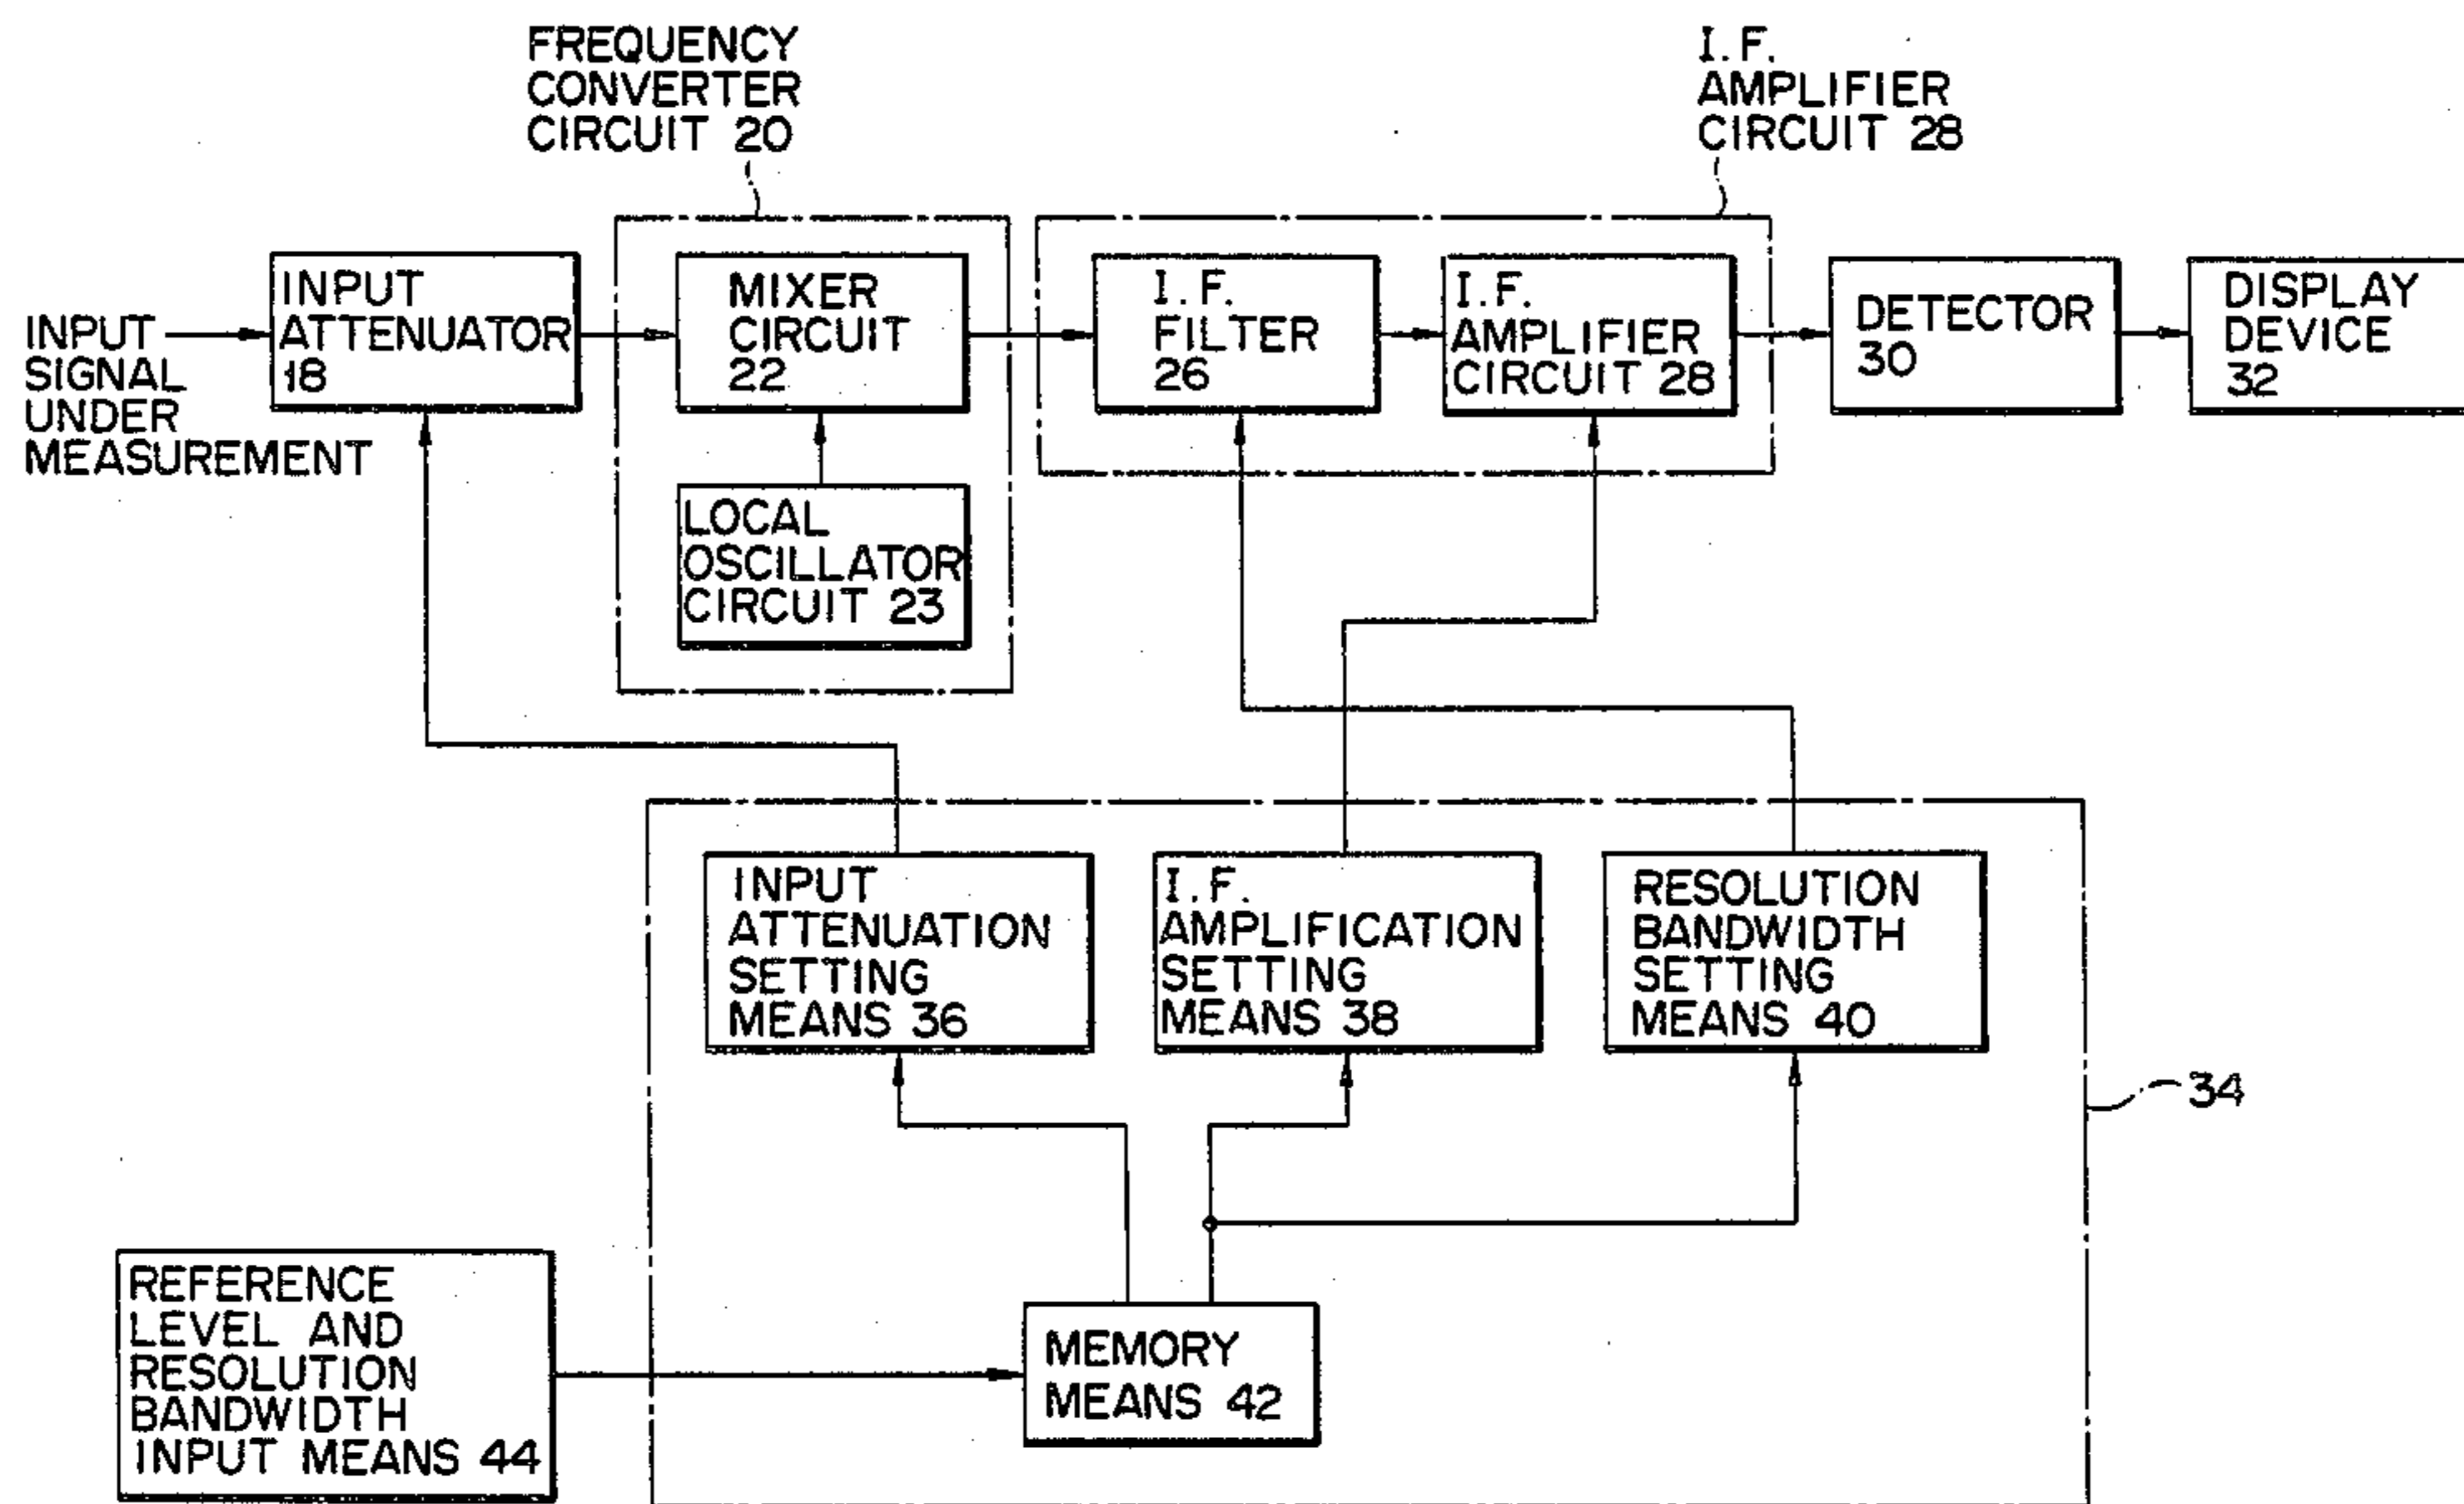 FREQUENCY
CONVERTER
CIRCUIT 20
I.F.
AMPLIFIER
CIRCUIT 28
INPUT
SIGNAL
UNDER
MEASUREMENT
INPUT
ATTENUATOR
18
MIXER
CIRCUIT
22
I.F.
FILTER
26
I.F.
AMPLIFIER
CIRCUIT 28
DETECTOR
30
DISPLAY
DEVICE
32
LOCAL
OSCILLATOR
CIRCUIT 23
INPUT
ATTENUATION
SETTING
MEANS 36
I.F.
AMPLIFICATION
SETTING
MEANS 38
RESOLUTION
BANDWIDTH
SETTING
MEANS 40
34
REFERENCE
LEVEL AND
RESOLUTION
BANDWIDTH
INPUT MEANS 44
MEMORY
MEANS 42